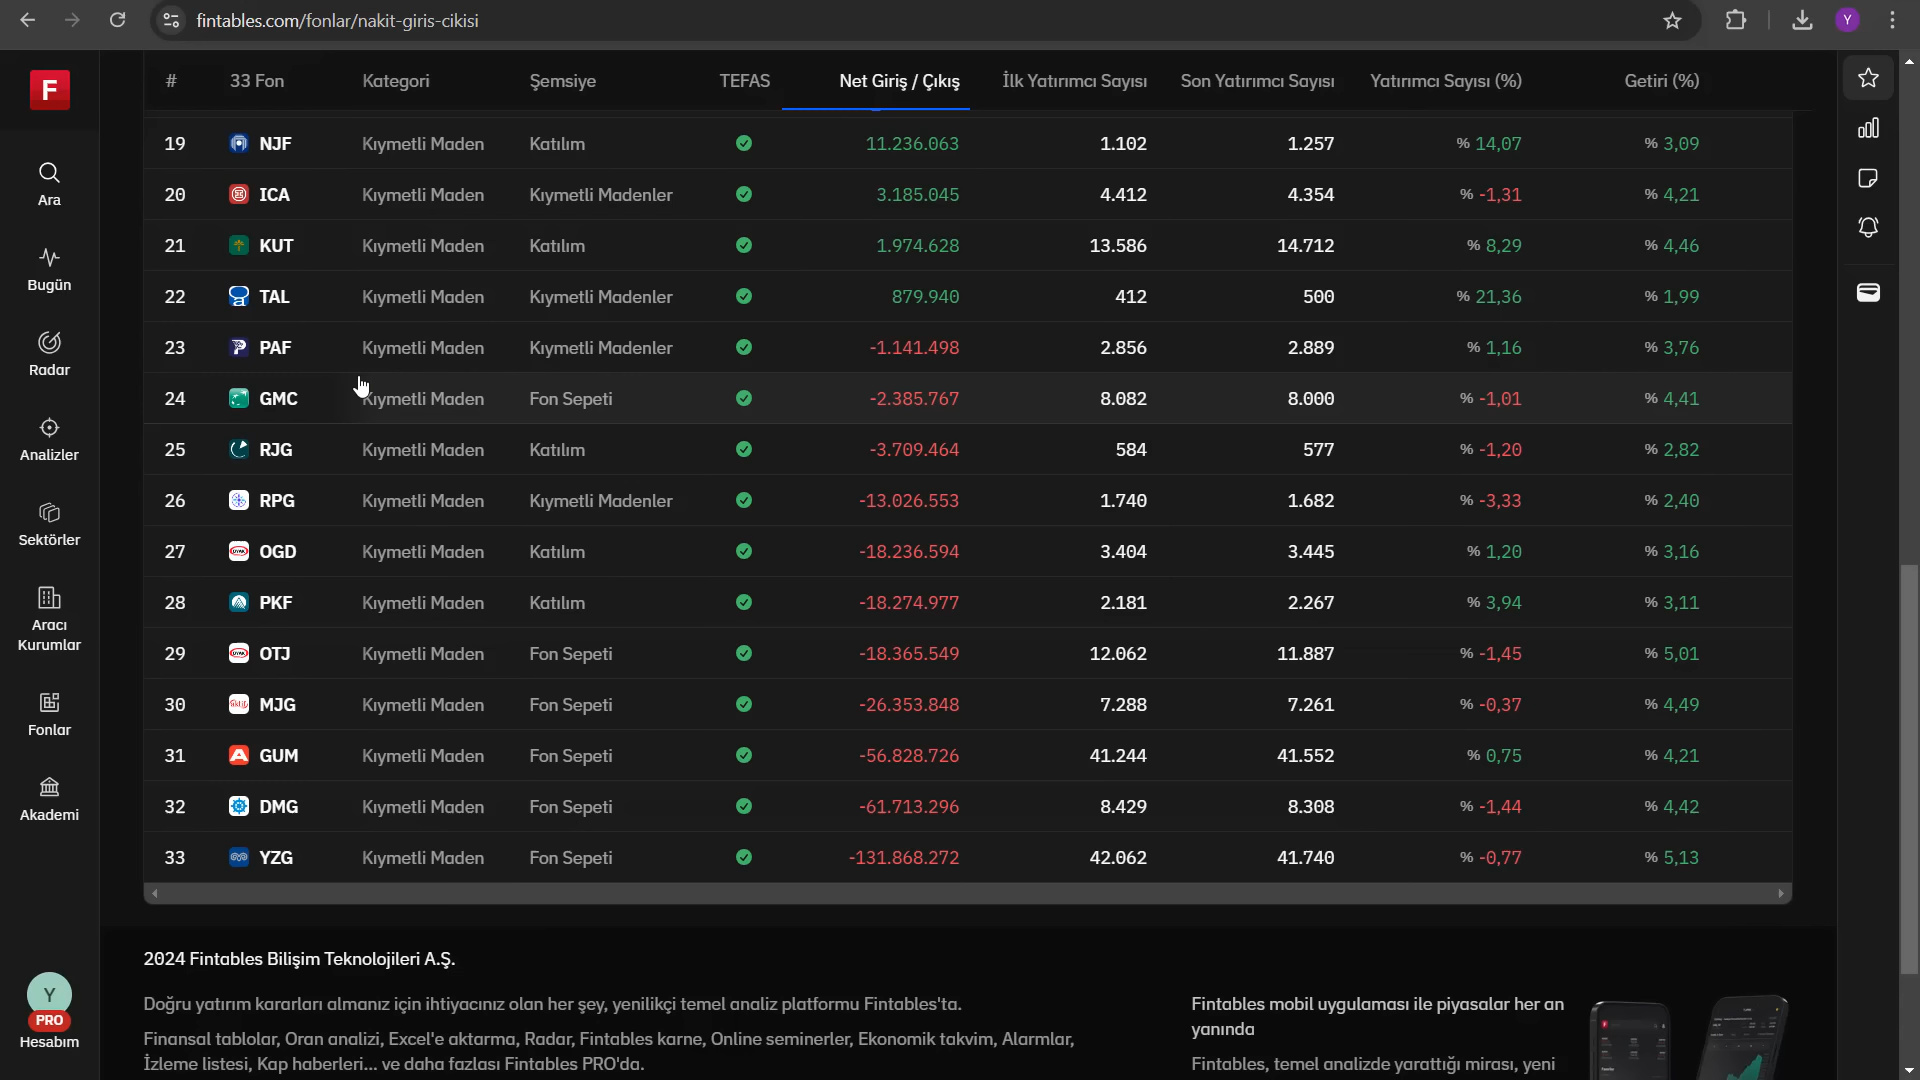 fintables.com/fonlar/nakit-giris-cikisi
Y
F
# 33 Fon Kategori Şemsiye TEFAS Net Giriş / Çıkış İlk Yatırımcı Sayısı Son Yatırımcı Sayısı Yatırımcı Sayısı (%) Getiri (%)
19 NJF Kıymetli Maden Katılım 11.236.063 1.102 1.257 % 14,07 % 3,09
20 ICA Kıymetli Maden Kıymetli Madenler 3.185.045 4.412 4.354 % -1,31 % 4,21
21 KUT Kıymetli Maden Katılım 1.974.628 13.586 14.712 % 8,29 % 4,46
22 TAL Kıymetli Maden Kıymetli Madenler 879.940 412 500 % 21,36 % 1,99
23 PAF Kıymetli Maden Kıymetli Madenler -1.141.498 2.856 2.889 % 1,16 % 3,76
24 GMC Kıymetli Maden Fon Sepeti -2.385.767 8.082 8.000 % -1,01 % 4,41
25 RJG Kıymetli Maden Katılım -3.709.464 584 577 % -1,20 % 2,82
26 RPG Kıymetli Maden Kıymetli Madenler -13.026.553 1.740 1.682 % -3,33 % 2,40
27 OGD Kıymetli Maden Katılım -18.236.594 3.404 3.445 % 1,20 % 3,16
28 PKF Kıymetli Maden Katılım -18.274.977 2.181 2.267 % 3,94 % 3,11
29 OTJ Kıymetli Maden Fon Sepeti -18.365.549 12.062 11.887 % -1,45 % 5,01
30 MJG Kıymetli Maden Fon Sepeti -26.353.848 7.288 7.261 % -0,37 % 4,49
31 GUM Kıymetli Maden Fon Sepeti -56.828.726 41.244 41.552 % 0,75 % 4,21
32 DMG Kıymetli Maden Fon Sepeti -61.713.296 8.429 8.308 % -1,44 % 4,42
33 YZG Kıymetli Maden Fon Sepeti -131.868.272 42.062 41.740 % -0,77 % 5,13
Ara
Bugün
Radar
Analizler
Sektörler
Aracı
Kurumlar
Fonlar
Akademi
Y
PRO
Hesabım
2024 Fintables Bilişim Teknolojileri A.Ş.
Doğru yatırım kararları almanız için ihtiyacınız olan her şey, yenilikçi temel analiz platformu Fintables'ta.
Finansal tablolar, Oran analizi, Excel'e aktarma, Radar, Fintables karne, Online seminerler, Ekonomik takvim, Alarmlar,
İzleme listesi, Kap haberleri... ve daha fazlası Fintables PRO'da.
Fintables mobil uygulaması ile piyasalar her an
yanında
Fintables, temel analizde yarattığı mirası, yeni